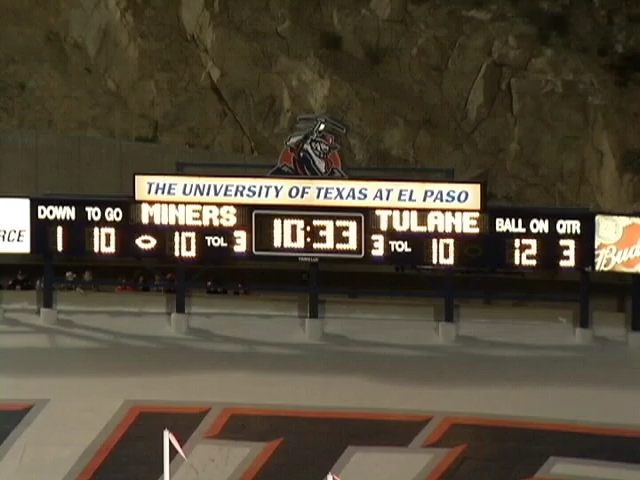 THE UNIVERSITY OF TEXAS AT EL PASO
DOWN TO GO MINERS 10:33 TULANE BALL ON QTR
1 10 10 TOL 3 3 TOL 10 12 3
RCE
Bud